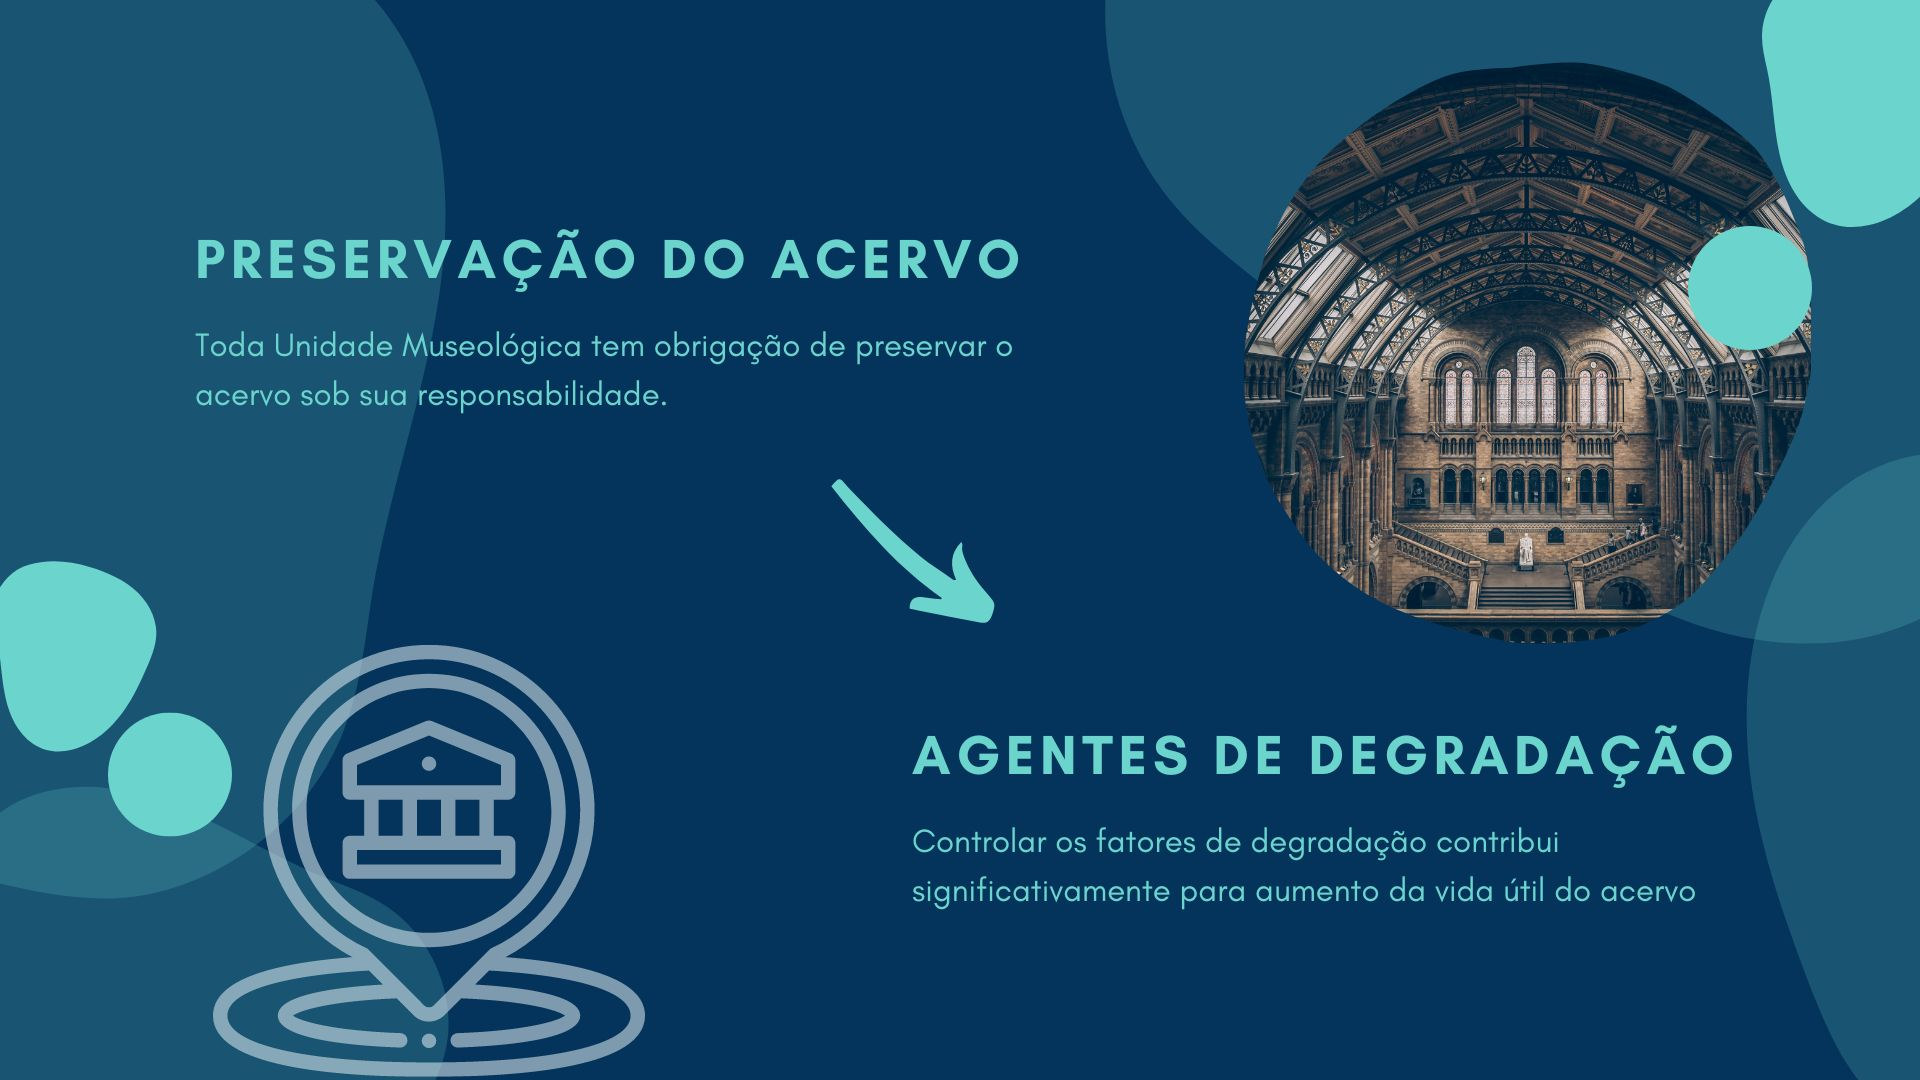 PRESERVAÇÃO DO ACERVO
Toda Unidade Museológica tem obrigação de preservar o
acervo sob sua responsabilidade.
AGENTES DE DEGRADAÇÃO
Controlar os fatores de degradação contribui
significativamente para aumento da vida útil do acervo